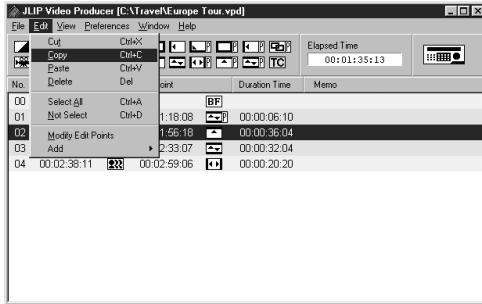 JLIP Video Producer [C:\Travel\Europe Tour.vpd]
File Edit View Preferences Window Help
Cut Ctrl+X
Copy Ctrl+C
Paste Ctrl+V
Delete Del
Select All Ctrl+A
Not Select Ctrl+D
Modify Edit Points
Add
P P P P
P P P TC
Elapsed Time
00:01:35:13
No. oint Duration Time Memo
00 BF
01 1:18:08 P 00:00:06:10
02 1:56:18 00:00:36:04
03 2:33:07 00:00:32:04
04 00:02:38:11 00:02:59:06 00:00:20:20